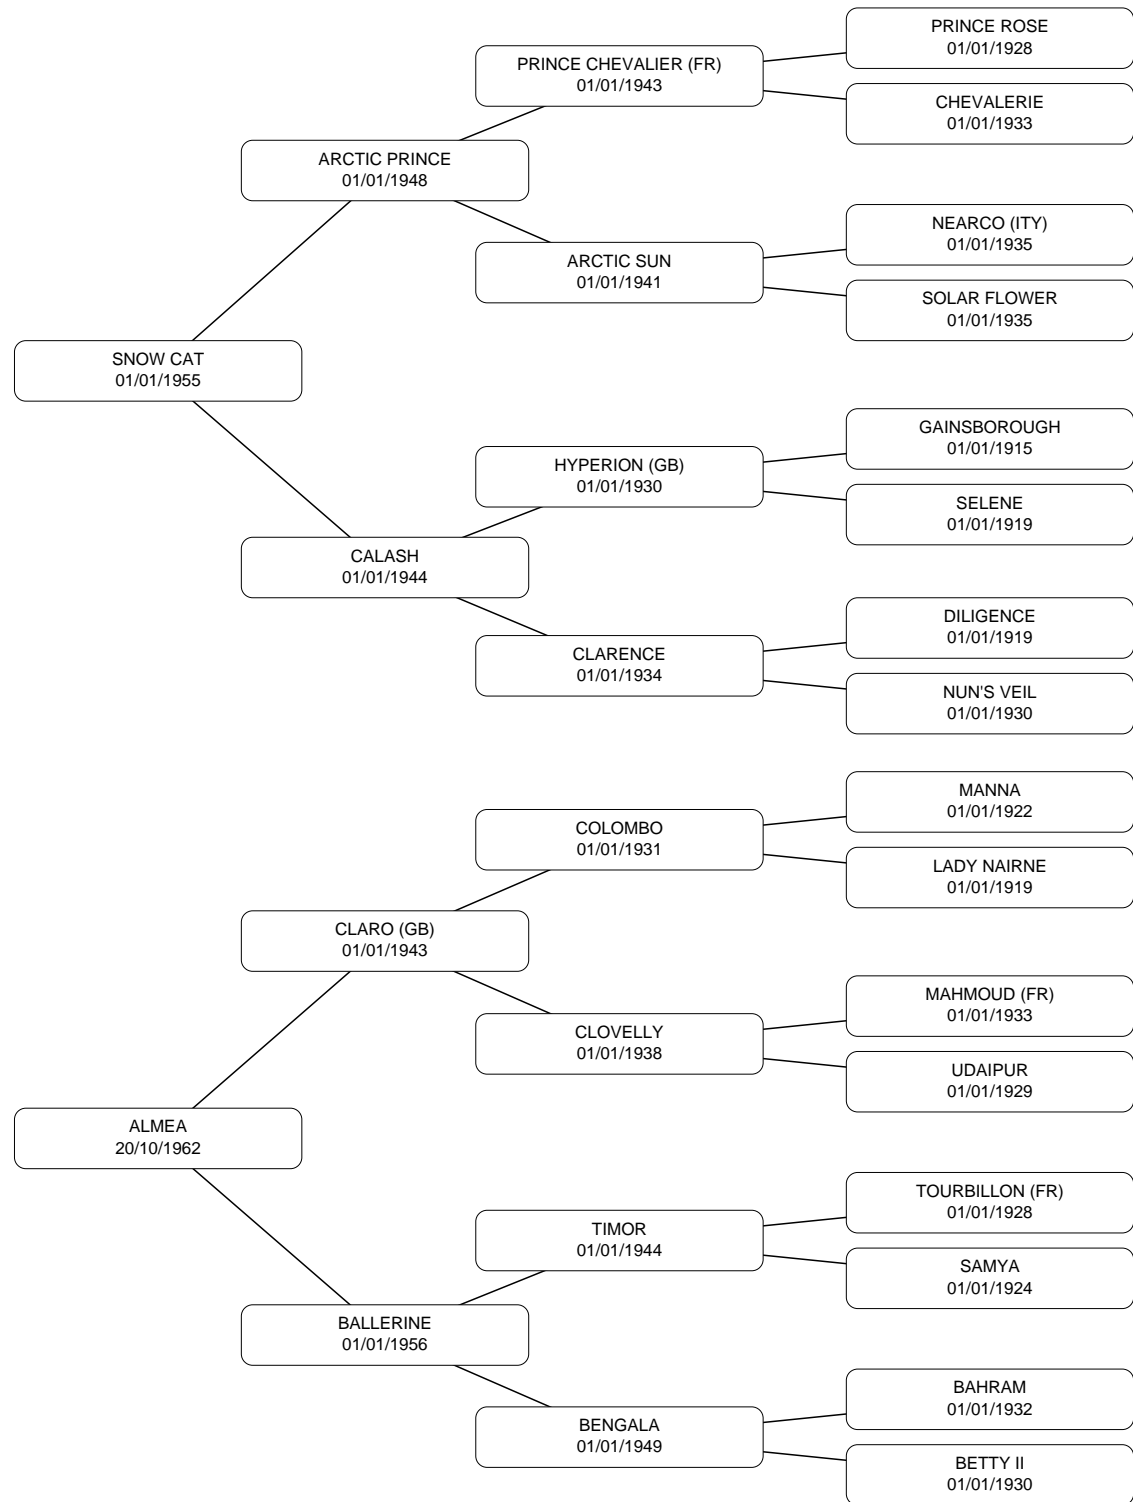 PRINCE ROSE
01/01/1928
PRINCE CHEVALIER (FR)
01/01/1943
CHEVALERIE
01/01/1933
ARCTIC PRINCE
01/01/1948
NEARCO (ITY)
01/01/1935
ARCTIC SUN
01/01/1941
SOLAR FLOWER
01/01/1935
SNOW CAT
01/01/1955
GAINSBOROUGH
01/01/1915
HYPERION (GB)
01/01/1930
SELENE
01/01/1919
CALASH
01/01/1944
DILIGENCE
01/01/1919
CLARENCE
01/01/1934
NUN'S VEIL
01/01/1930
MANNA
01/01/1922
COLOMBO
01/01/1931
LADY NAIRNE
01/01/1919
CLARO (GB)
01/01/1943
MAHMOUD (FR)
01/01/1933
CLOVELLY
01/01/1938
UDAIPUR
01/01/1929
ALMEA
20/10/1962
TOURBILLON (FR)
01/01/1928
TIMOR
01/01/1944
SAMYA
01/01/1924
BALLERINE
01/01/1956
BAHRAM
01/01/1932
BENGALA
01/01/1949
BETTY II
01/01/1930